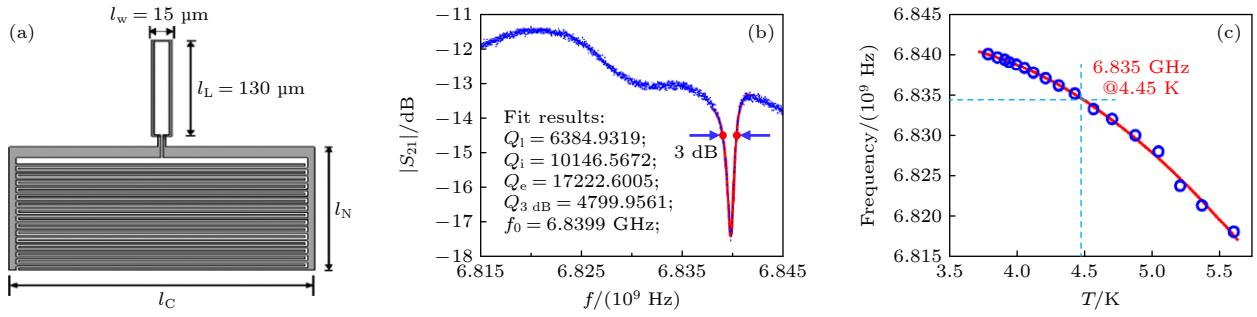 (a)
l_w = 15 µm
l_L = 130 µm
l_N
l_C
(b)
|S_21|/dB
−11
−12
−13
−14
−15
−16
−17
−18
Fit results:
Q_l = 6384.9319;
Q_i = 10146.5672;
Q_e = 17222.6005;
Q_3 dB = 4799.9561;
f_0 = 6.8399 GHz;
3 dB
6.815
6.825
6.839
6.845
f/(10^9 Hz)
(c)
Frequency/(10^9 Hz)
6.845
6.840
6.835
6.830
6.825
6.820
6.815
6.835 GHz
@4.45 K
3.5
4.0
4.5
5.0
5.5
T/K